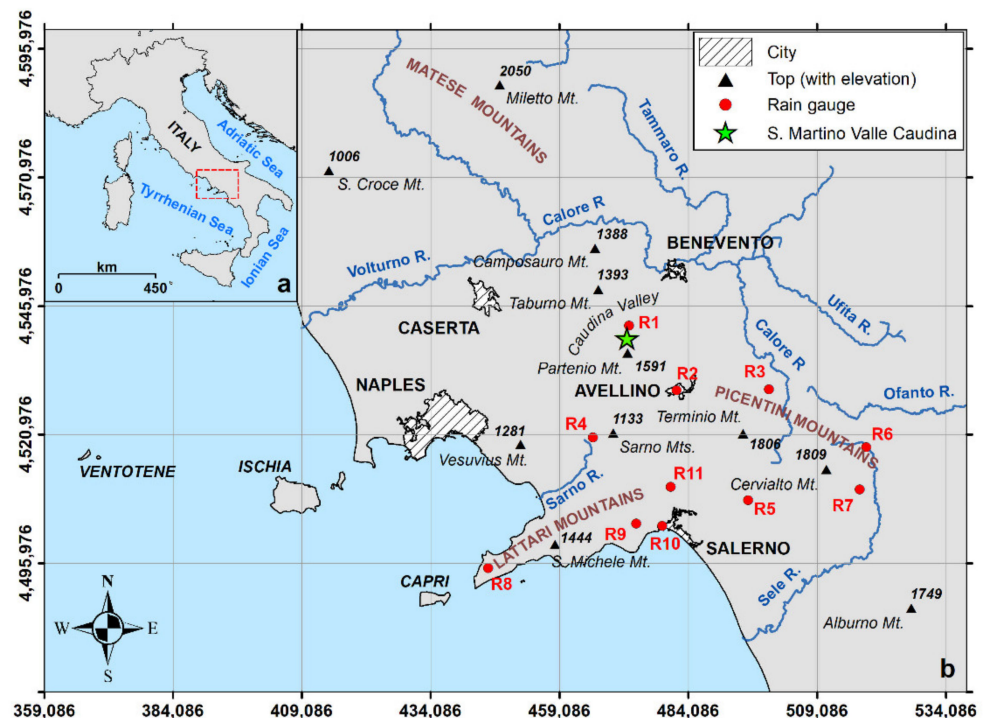 4,595,976
4,570,976
4,545,976
4,520,976
4,495,976
359,086
384,086
409,086
434,086
459,086
484,086
509,086
534,086
ITALY
Adriatic Sea
Tyrrhenian Sea
Ionian Sea
km
0
450
a
City
Top (with elevation)
Rain gauge
S. Martino Valle Caudina
MATESE MOUNTAINS
2050
Miletto Mt.
Tammaro R.
1006
S. Croce Mt.
Calore R
1388
Camposauro Mt.
BENEVENTO
Volturno R.
1393
Taburno Mt.
Caudina Valley
Ufita R.
CASERTA
R1
Calore R
Partenio Mt.
1591
NAPLES
AVELLINO
R2
R3
PICENTINI MOUNTAINS
Ofanto R.
1281
Vesuvius Mt.
R4
1133
Sarno Mts.
Terminio Mt.
1806
R6
1809
Cervialto Mt.
VENTOTENE
ISCHIA
Sarno R.
R11
R5
R7
LATTARI MOUNTAINS
R9
R10
SALERNO
1444
S. Michele Mt.
R8
CAPRI
Sele R.
1749
Alburno Mt.
N
W
E
S
b